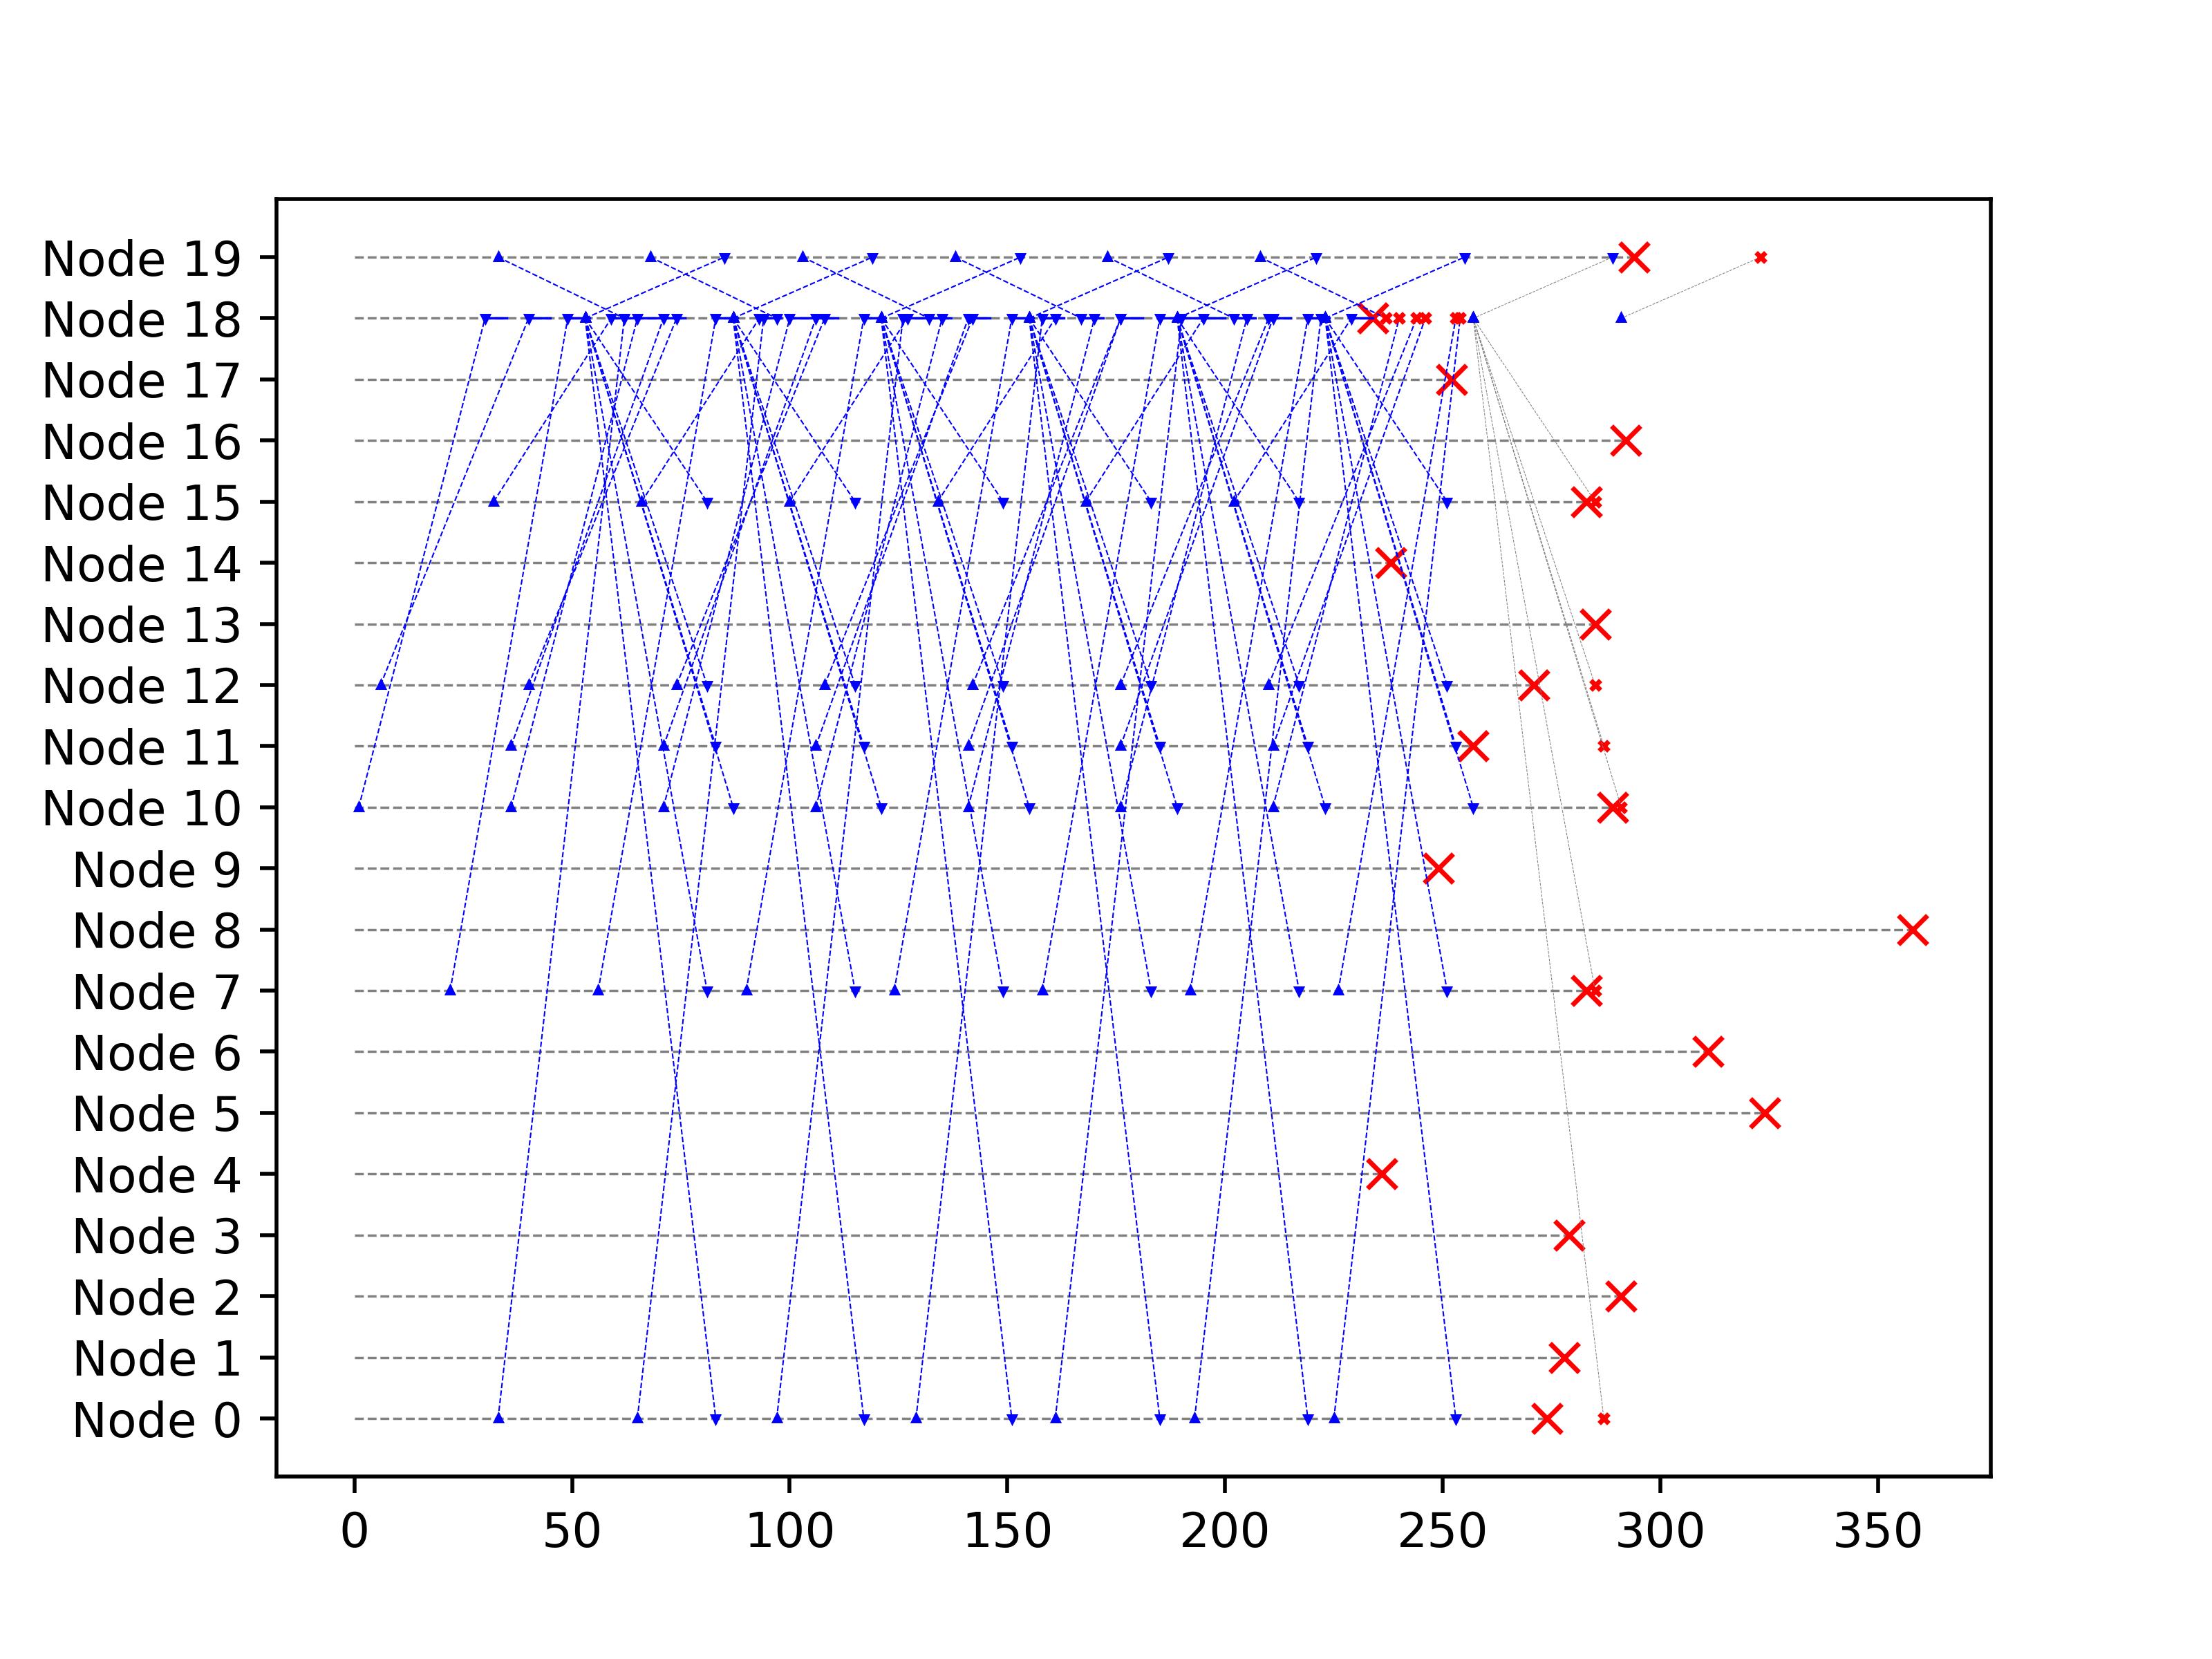 Node 19
Node 18
Node 17
Node 16
Node 15
Node 14
Node 13
Node 12
Node 11
Node 10
Node 9
Node 8
Node 7
Node 6
Node 5
Node 4
Node 3
Node 2
Node 1
Node 0
0 50 100 150 200 250 300 350